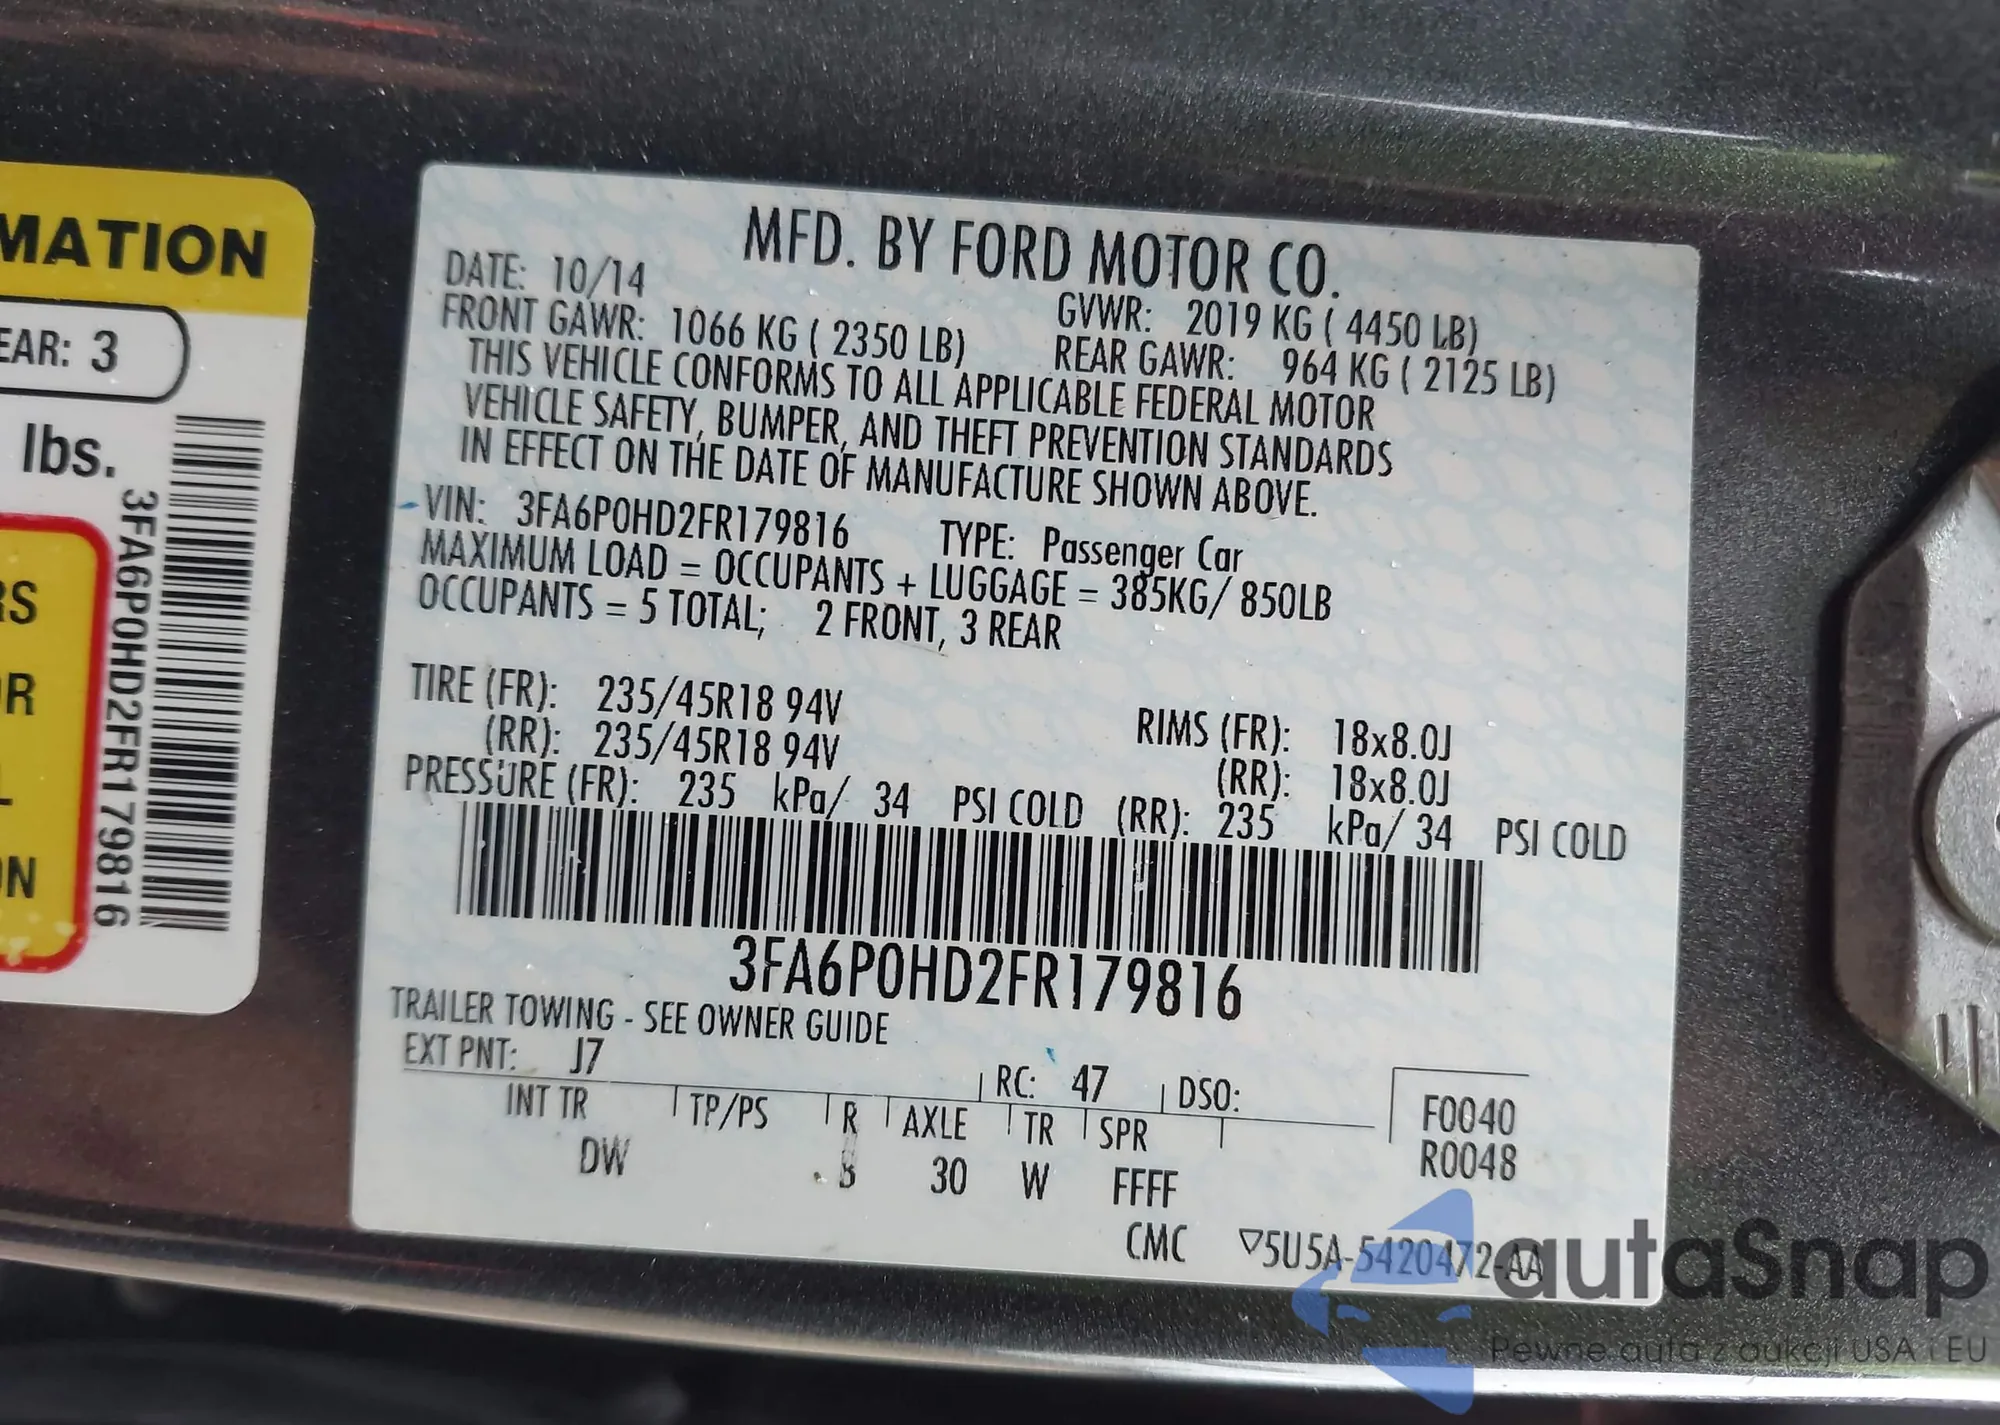 MATION
EAR: 3
lbs.
3FA6P0HD2FR179816
RS
OR
L
ON
MFD. BY FORD MOTOR CO.
DATE: 10/14
GVWR: 2019 KG ( 4450 LB)
FRONT GAWR: 1066 KG ( 2350 LB)
REAR GAWR: 964 KG ( 2125 LB)
THIS VEHICLE CONFORMS TO ALL APPLICABLE FEDERAL MOTOR
VEHICLE SAFETY, BUMPER, AND THEFT PREVENTION STANDARDS
IN EFFECT ON THE DATE OF MANUFACTURE SHOWN ABOVE.
VIN: 3FA6P0HD2FR179816 TYPE: Passenger Car
MAXIMUM LOAD = OCCUPANTS + LUGGAGE = 385KG/ 850LB
OCCUPANTS = 5 TOTAL; 2 FRONT, 3 REAR
TIRE (FR): 235/45R18 94V RIMS (FR): 18x8.0J
(RR): 235/45R18 94V (RR): 18x8.0J
PRESSURE (FR): 235 kPa/ 34 PSI COLD (RR): 235 kPa/ 34 PSI COLD
3FA6P0HD2FR179816
TRAILER TOWING - SEE OWNER GUIDE
EXT PNT: J7 RC: 47 DSO:
INT TR TP/PS R AXLE TR SPR
F0040
R0048
DW B 30 W FFFF
CMC ▽5U5A-5420472-AA
autaSnap
Pewne auta z aukcji USA i EU